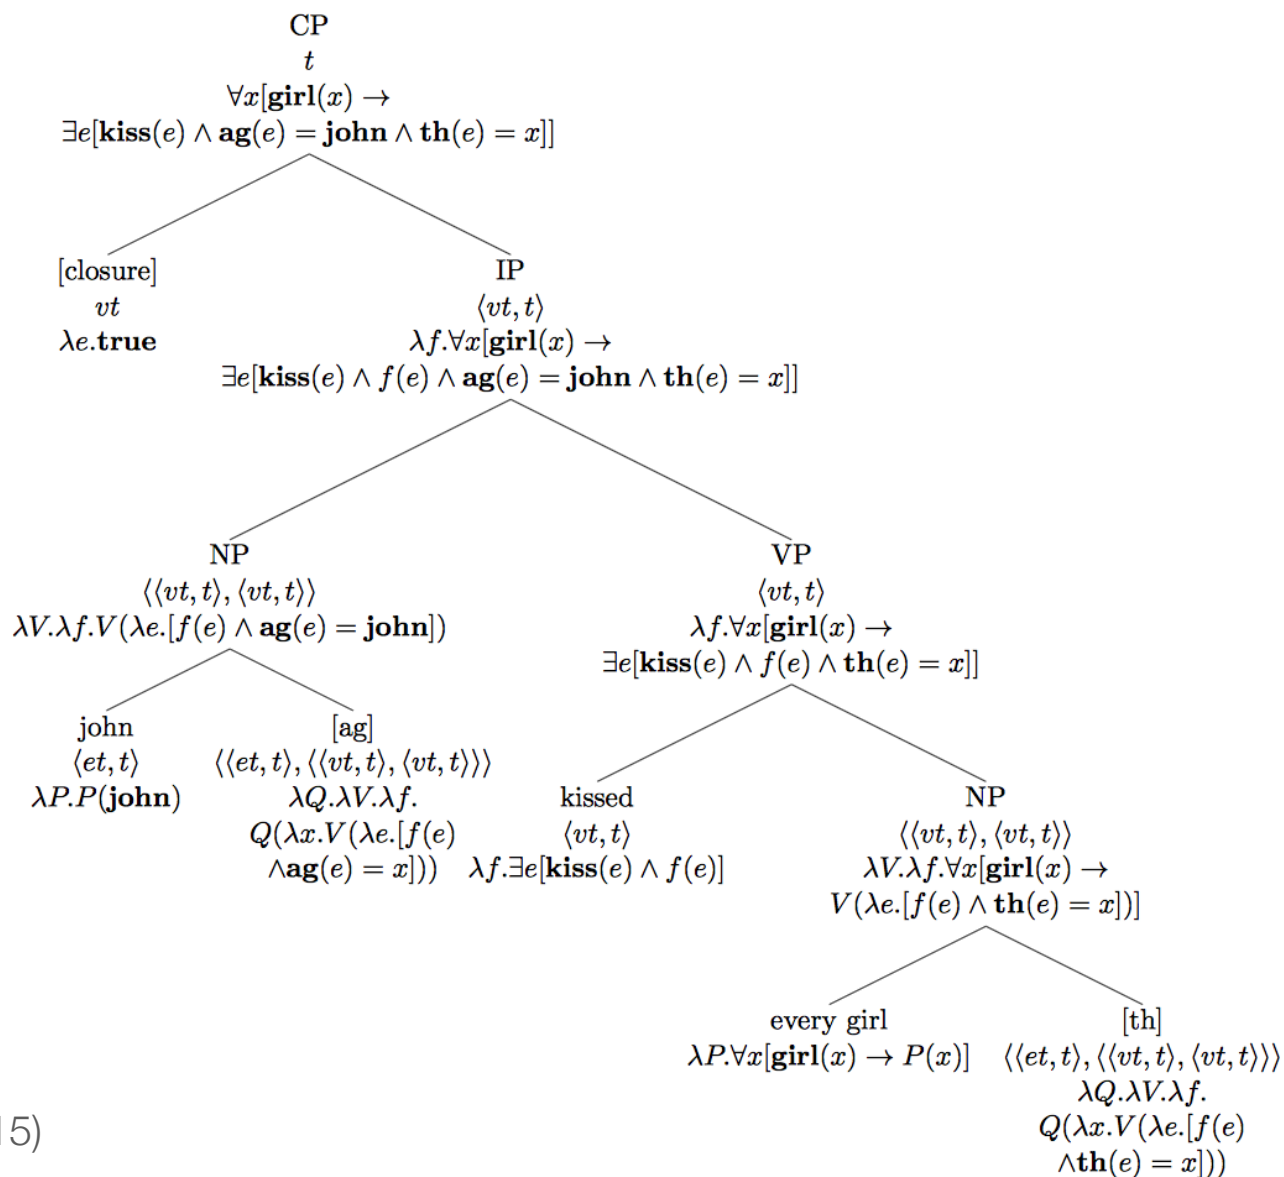 CP
t
∀x[girl(x) →
∃e[kiss(e) ∧ ag(e) = john ∧ th(e) = x]]
[closure]
vt
λe.true
IP
⟨vt, t⟩
λf.∀x[girl(x) →
∃e[kiss(e) ∧ f(e) ∧ ag(e) = john ∧ th(e) = x]]
NP
⟨⟨vt, t⟩, ⟨vt, t⟩⟩
λV.λf.V(λe.[f(e) ∧ ag(e) = john])
VP
⟨vt, t⟩
λf.∀x[girl(x) →
∃e[kiss(e) ∧ f(e) ∧ th(e) = x]]
john
⟨et, t⟩
λP.P(john)
[ag]
⟨⟨et, t⟩, ⟨⟨vt, t⟩, ⟨vt, t⟩⟩⟩
λQ.λV.λf.
Q(λx.V(λe.[f(e)
∧ag(e) = x]))
kissed
⟨vt, t⟩
λf.∃e[kiss(e) ∧ f(e)]
NP
⟨⟨vt, t⟩, ⟨vt, t⟩⟩
λV.λf.∀x[girl(x) →
V(λe.[f(e) ∧ th(e) = x])]
every girl
λP.∀x[girl(x) → P(x)]
[th]
⟨⟨et, t⟩, ⟨⟨vt, t⟩, ⟨vt, t⟩⟩⟩
λQ.λV.λf.
Q(λx.V(λe.[f(e)
∧th(e) = x]))
15)